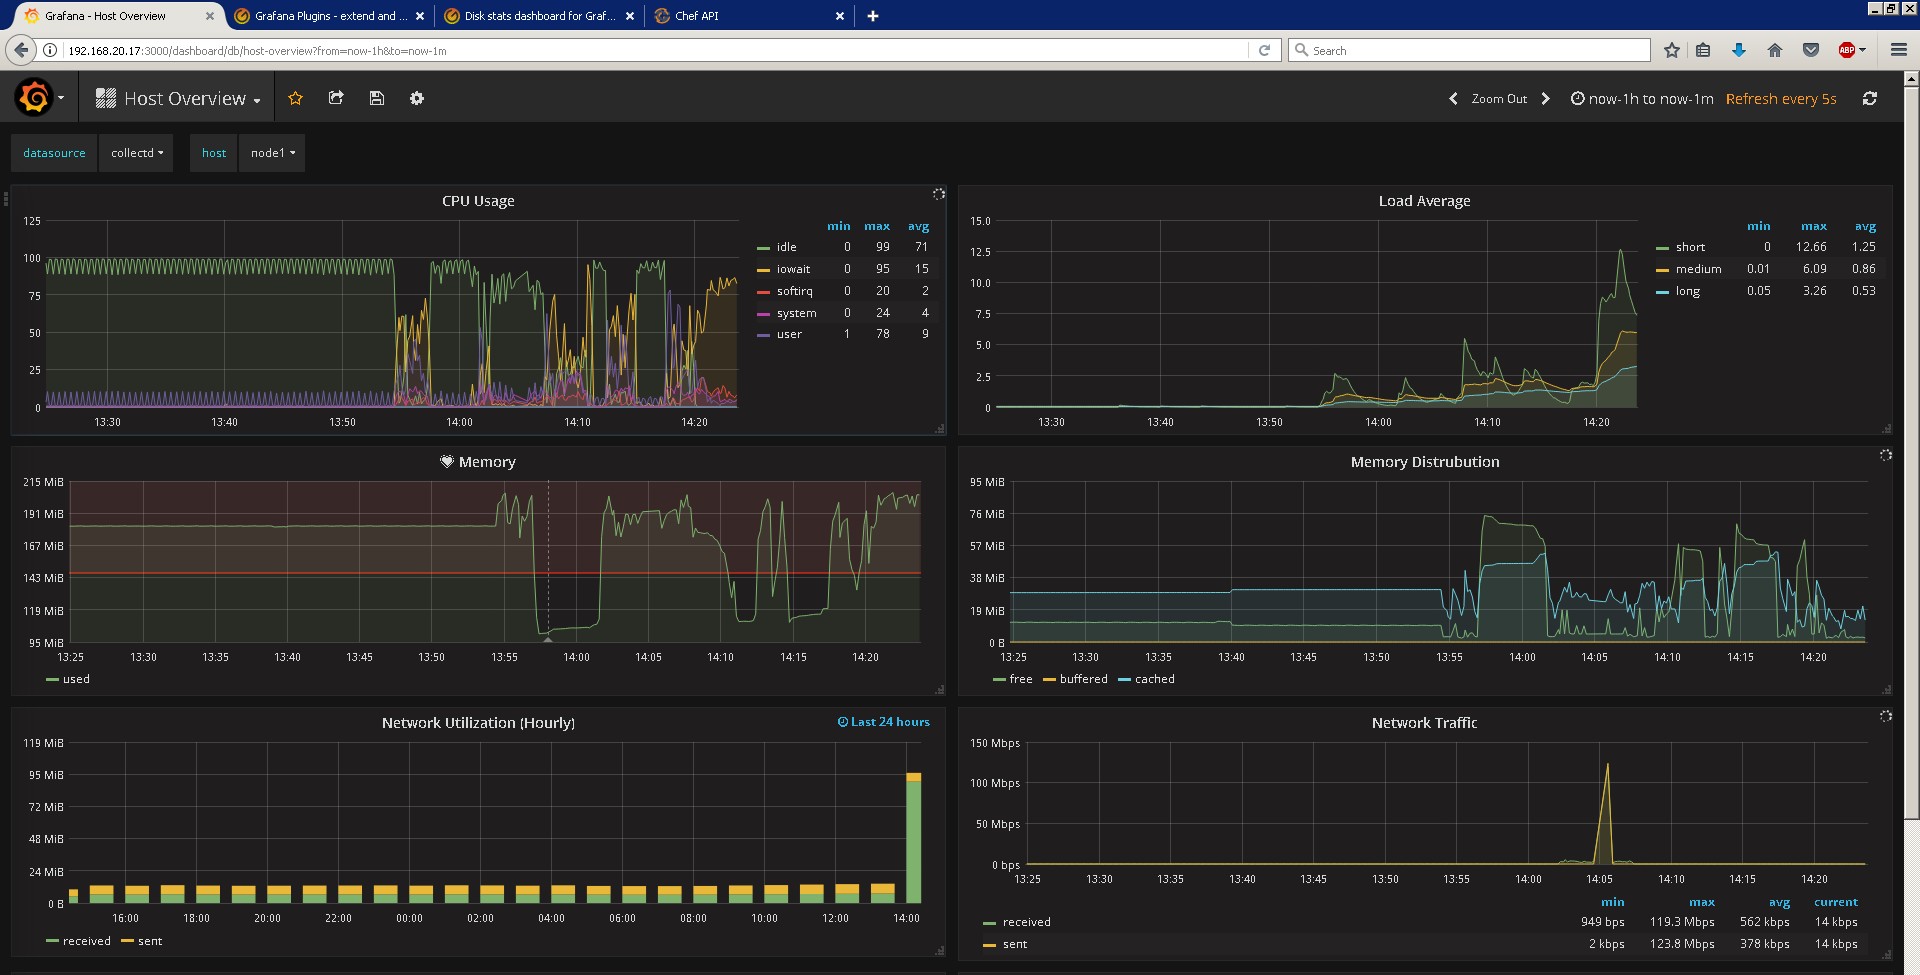 Grafana - Host Overview
Grafana Plugins - extend and ...
Disk stats dashboard for Graf...
Chef API
192.168.20.17:3000/dashboard/db/host-overview?from=now-1h&to=now-1m
Search
ABP
Host Overview
Zoom Out
now-1h to now-1m
Refresh every 5s
datasource collectd
host node1
CPU Usage
125
100
75
50
25
0
13:30 13:40 13:50 14:00 14:10 14:20
min max avg
idle 0 99 71
iowait 0 95 15
softirq 0 20 2
system 0 24 4
user 1 78 9
Load Average
15.0
12.5
10.0
7.5
5.0
2.5
0
13:30 13:40 13:50 14:00 14:10 14:20
min max avg
short 0 12.66 1.25
medium 0.01 6.09 0.86
long 0.05 3.26 0.53
Memory
215 MiB
191 MiB
167 MiB
143 MiB
119 MiB
95 MiB
13:25 13:30 13:35 13:40 13:45 13:50 13:55 14:00 14:05 14:10 14:15 14:20
used
Memory Distrubution
95 MiB
76 MiB
57 MiB
38 MiB
19 MiB
0 B
13:25 13:30 13:35 13:40 13:45 13:50 13:55 14:00 14:05 14:10 14:15 14:20
free buffered cached
Network Utilization (Hourly)
Last 24 hours
119 MiB
95 MiB
72 MiB
48 MiB
24 MiB
0 B
16:00 18:00 20:00 22:00 00:00 02:00 04:00 06:00 08:00 10:00 12:00 14:00
received sent
Network Traffic
150 Mbps
100 Mbps
50 Mbps
0 bps
13:25 13:30 13:35 13:40 13:45 13:50 13:55 14:00 14:05 14:10 14:15 14:20
min max avg current
received 949 bps 119.3 Mbps 562 kbps 14 kbps
sent 2 kbps 123.8 Mbps 378 kbps 14 kbps